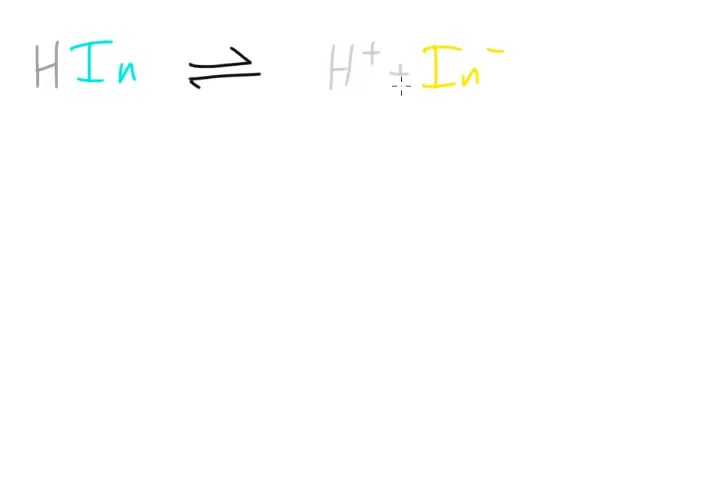 HIn ⇌ H⁺ + In⁻